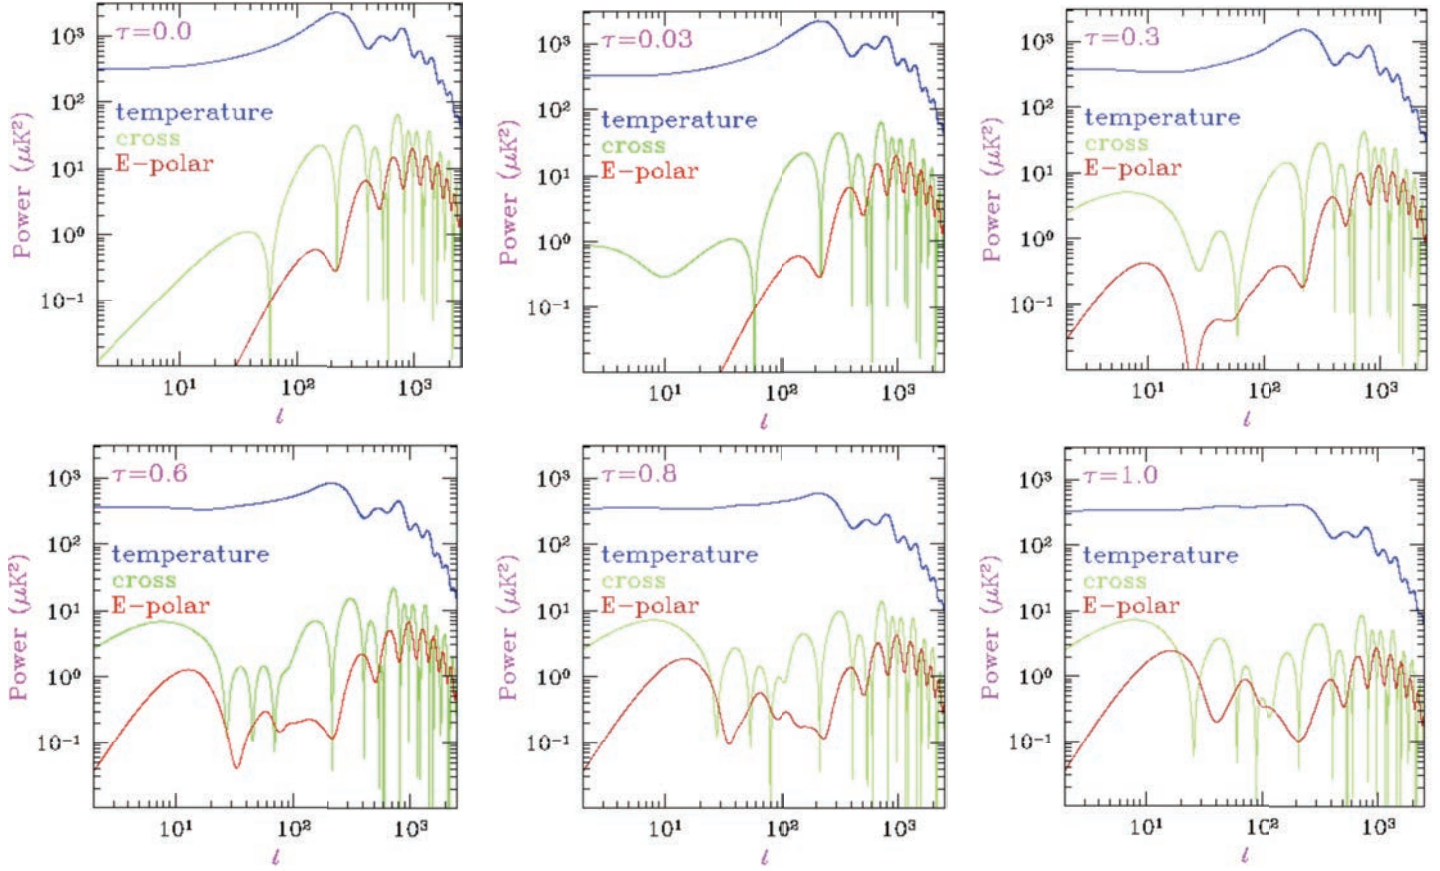 τ=0.0
temperature
cross
E-polar
Power (μK²)
10³
10²
10¹
10⁰
10⁻¹
10¹ 10² 10³
l
τ=0.03
temperature
cross
E-polar
Power (μK²)
10³
10²
10¹
10⁰
10⁻¹
10¹ 10² 10³
l
τ=0.3
temperature
cross
E-polar
Power (μK²)
10³
10²
10¹
10⁰
10⁻¹
10¹ 10² 10³
l
τ=0.6
temperature
cross
E-polar
Power (μK²)
10³
10²
10¹
10⁰
10⁻¹
10¹ 10² 10³
l
τ=0.8
temperature
cross
E-polar
Power (μK²)
10³
10²
10¹
10⁰
10⁻¹
10¹ 10² 10³
l
τ=1.0
temperature
cross
E-polar
Power (μK²)
10³
10²
10¹
10⁰
10⁻¹
10¹ 10² 10³
l